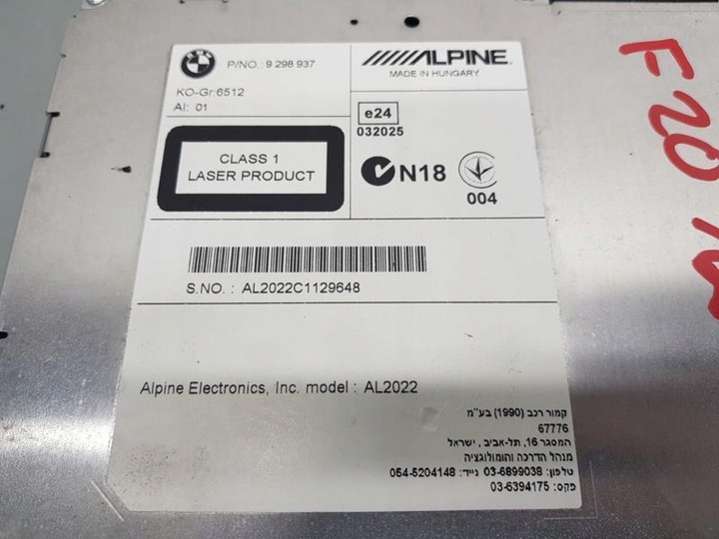 BMW
P/NO.: 9 298 937
KO-Gr:6512
AI: 01
ALPINE
MADE IN HUNGARY
e24
032025
CLASS 1
LASER PRODUCT
N18
004
S.NO. : AL2022C1129648
Alpine Electronics, Inc. model : AL2022
קמור רכב (1990) בע"מ
67776
המסגר 16, תל-אביב, ישראל
מנהל הדרכה והומולוגציה
טלפון: 03-6899038 נייד: 054-5204148
פקס: 03-6394175
F20